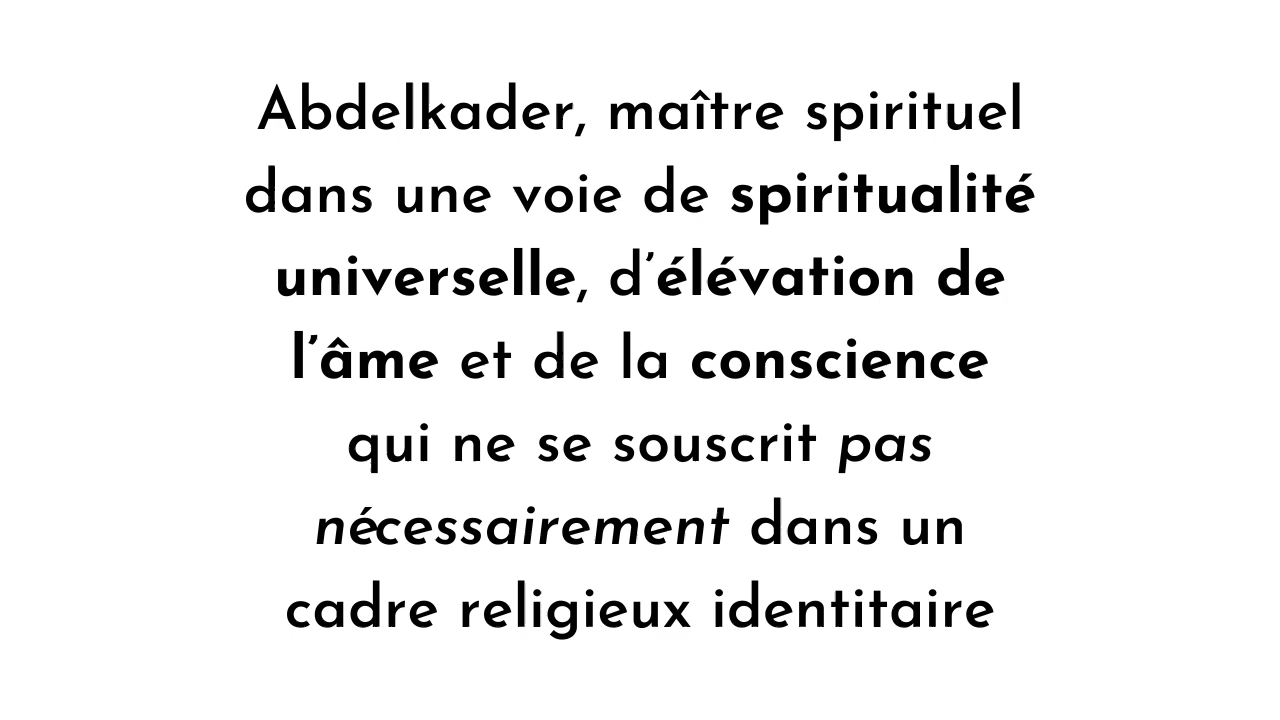 Abdelkader, maître spirituel
dans une voie de spiritualité
universelle, d’élévation de
l’âme et de la conscience
qui ne se souscrit pas
nécessairement dans un
cadre religieux identitaire